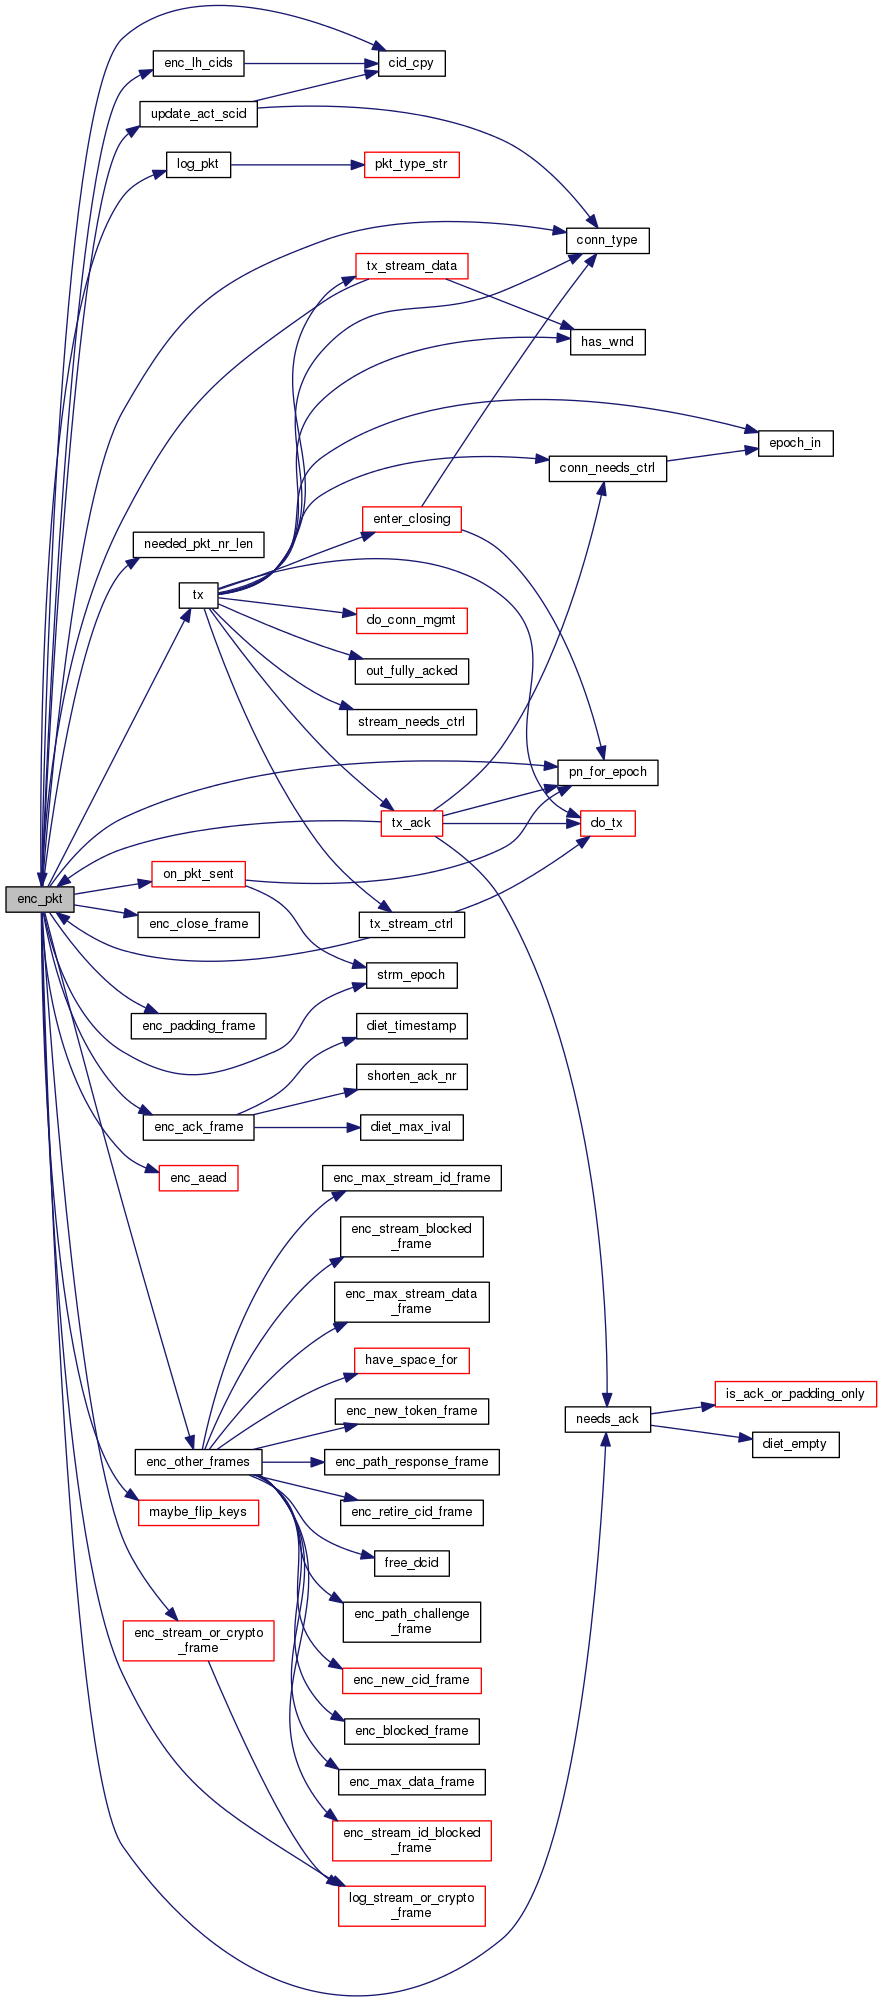 enc_lh_cids
cid_cpy
update_act_scid
log_pkt
pkt_type_str
conn_type
tx_stream_data
has_wnd
epoch_in
conn_needs_ctrl
enter_closing
needed_pkt_nr_len
tx
do_conn_mgmt
out_fully_acked
stream_needs_ctrl
pn_for_epoch
tx_ack
do_tx
on_pkt_sent
enc_pkt
enc_close_frame
tx_stream_ctrl
strm_epoch
enc_padding_frame
diet_timestamp
shorten_ack_nr
enc_ack_frame
diet_max_ival
enc_aead
enc_max_stream_id_frame
enc_stream_blocked
_frame
enc_max_stream_data
_frame
have_space_for
is_ack_or_padding_only
enc_new_token_frame
needs_ack
diet_empty
enc_other_frames
enc_path_response_frame
maybe_flip_keys
enc_retire_cid_frame
free_dcid
enc_path_challenge
_frame
enc_stream_or_crypto
_frame
enc_new_cid_frame
enc_blocked_frame
enc_max_data_frame
enc_stream_id_blocked
_frame
log_stream_or_crypto
_frame